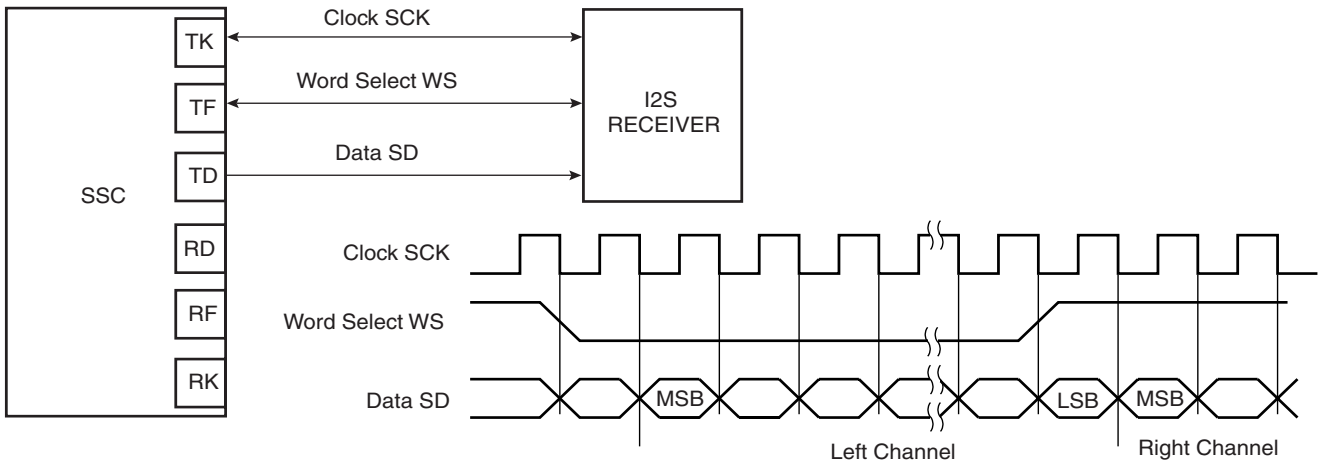 Clock SCK
TK
Word Select WS
TF
I2S
RECEIVER
Data SD
TD
SSC
RD
RF
RK
Clock SCK
Word Select WS
Data SD
MSB
LSB
MSB
Left Channel
Right Channel